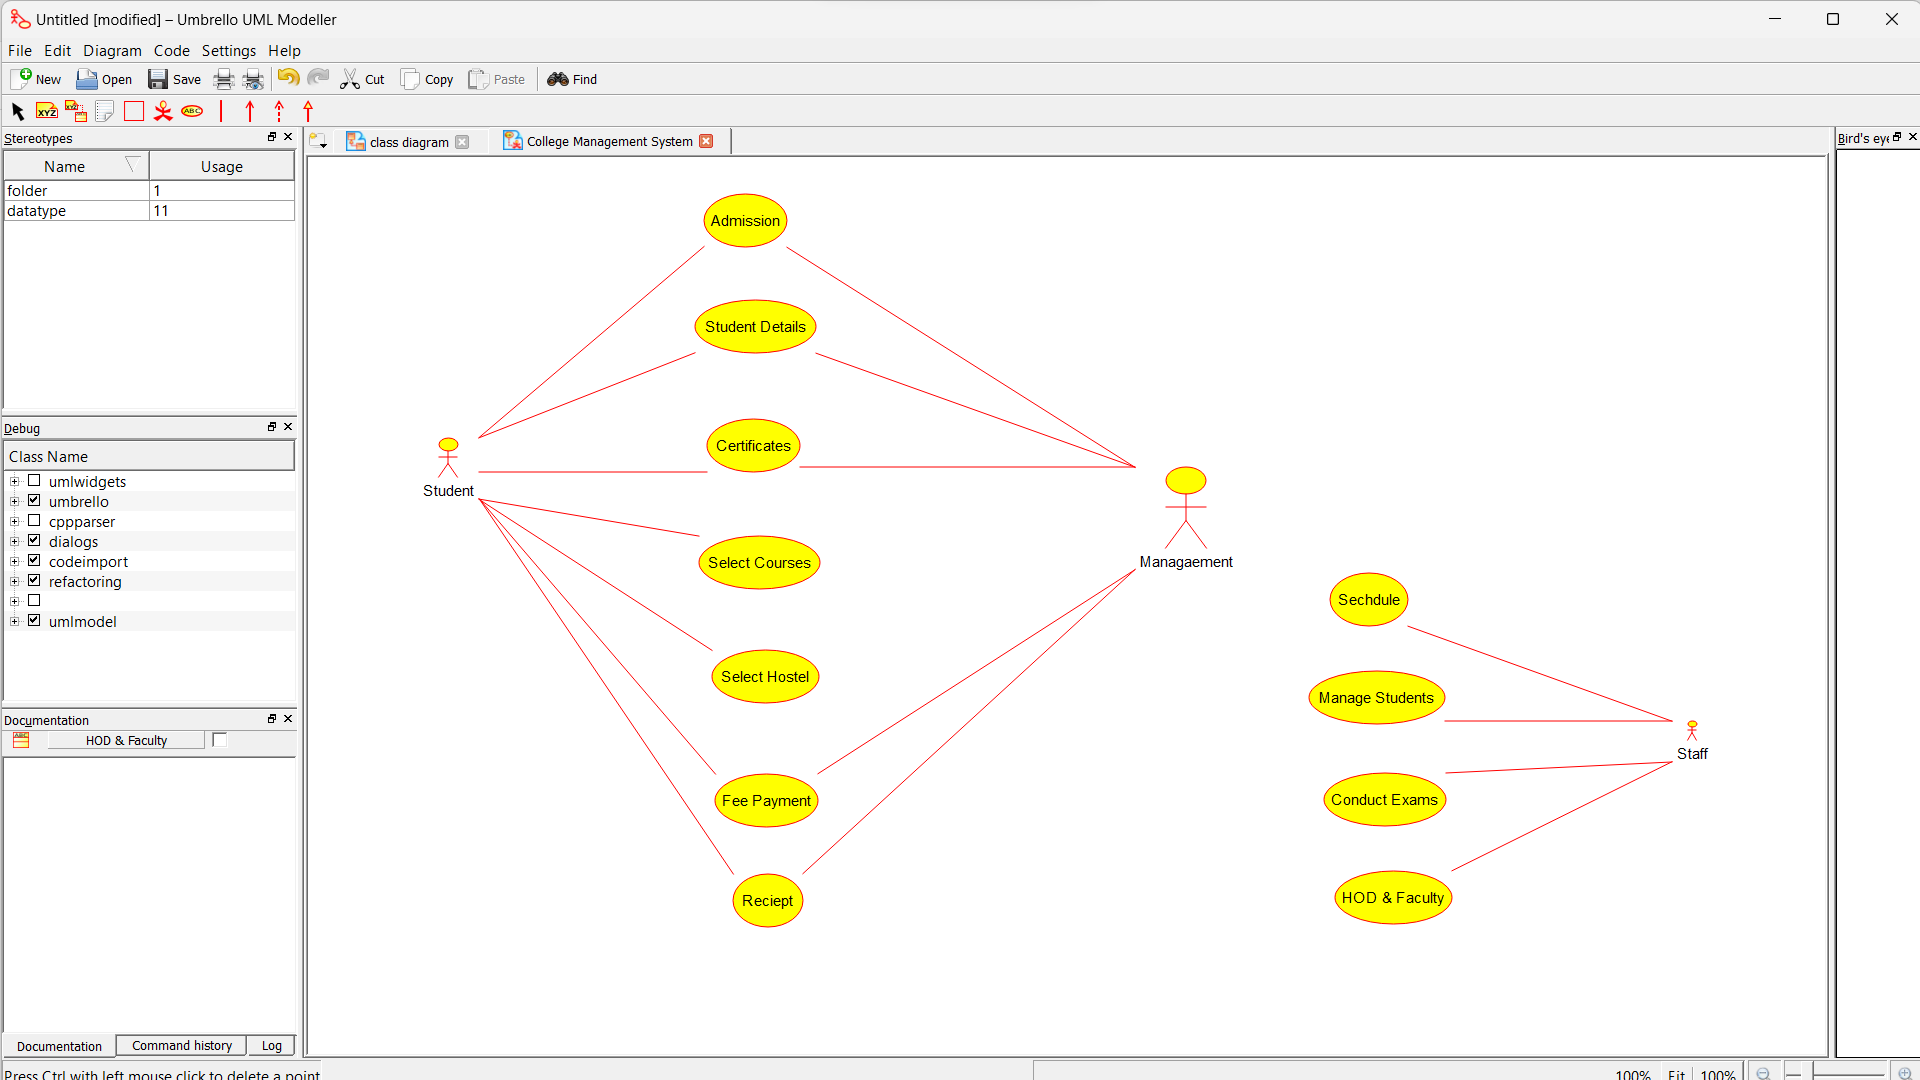 Untitled [modified] – Umbrello UML Modeller
File Edit Diagram Code Settings Help
New Open Save Cut Copy Paste Find
XYZ XYZ ABC
Stereotypes
Name Usage
folder 1
datatype 11
Debug
Class Name
umlwidgets
umbrello
cppparser
dialogs
codeimport
refactoring
umlmodel
Documentation
ABC HOD & Faculty
Documentation Command history Log
class diagram College Management System
Bird's eye
Admission
Student Details
Certificates
Student
Select Courses
Managaement
Sechdule
Select Hostel
Manage Students
Staff
Fee Payment
Conduct Exams
Reciept
HOD & Faculty
Press Ctrl with left mouse click to delete a point
100% Fit 100%